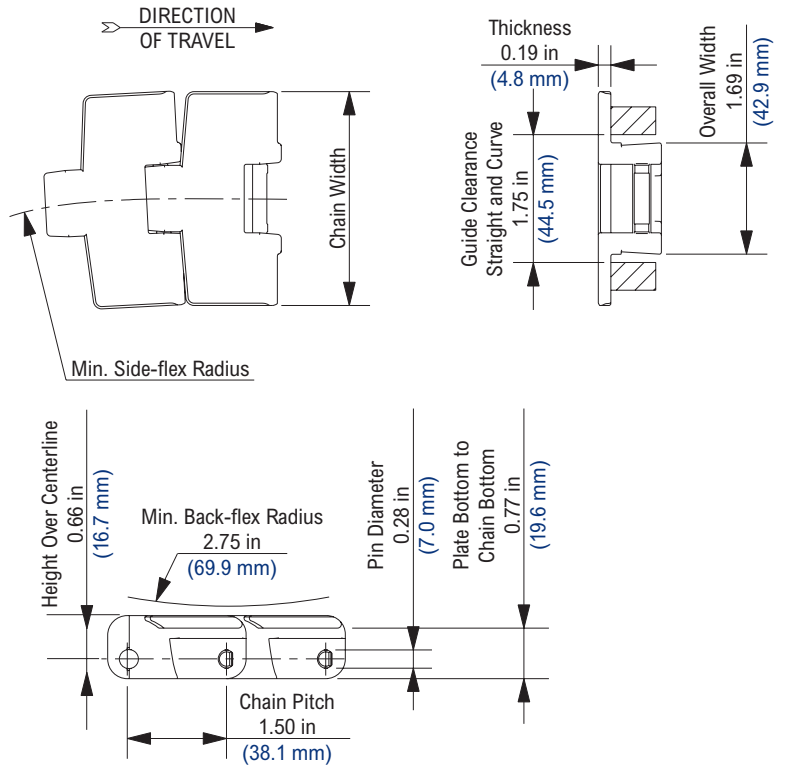 DIRECTION
OF TRAVEL
Thickness
0.19 in
(4.8 mm)
Overall Width
1.69 in
(42.9 mm)
Chain Width
Guide Clearance
Straight and Curve
1.75 in
(44.5 mm)
Min. Side-flex Radius
Height Over Centerline
0.66 in
(16.7 mm)
Min. Back-flex Radius
2.75 in
(69.9 mm)
Pin Diameter
0.28 in
(7.0 mm)
Plate Bottom to
Chain Bottom
0.77 in
(19.6 mm)
Chain Pitch
1.50 in
(38.1 mm)